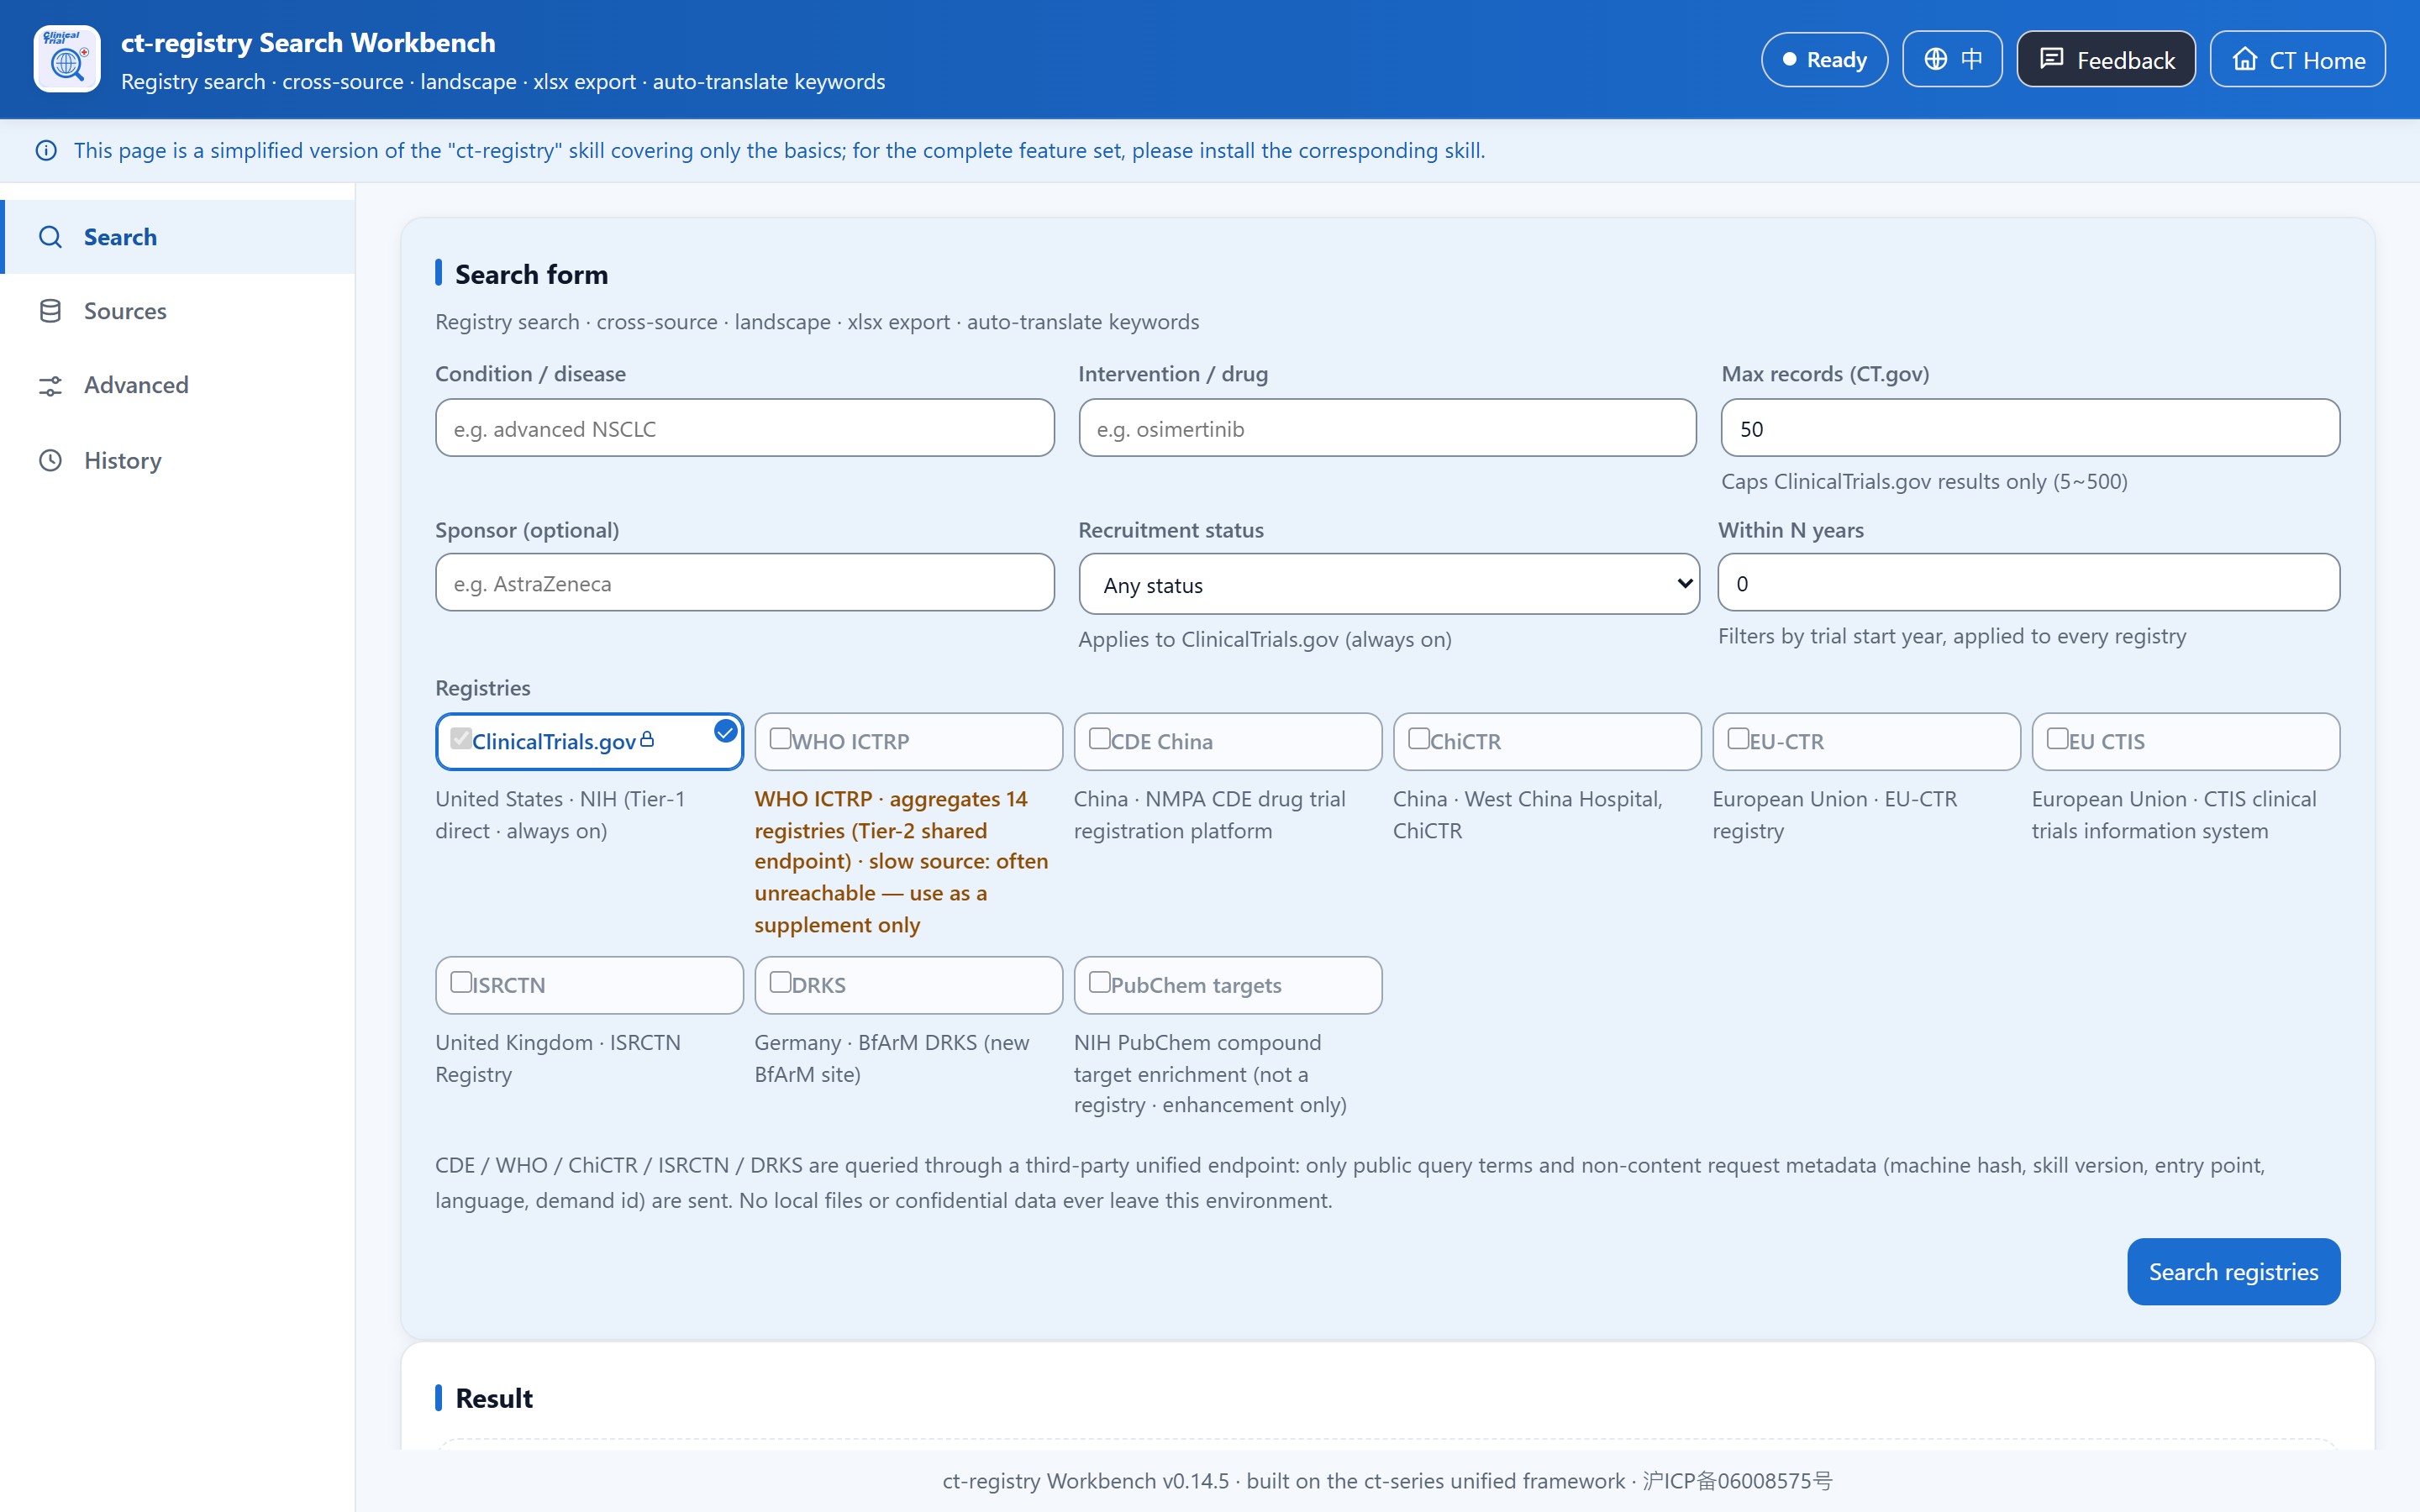 Clinical
Trial
ct-registry Search Workbench
Registry search · cross-source · landscape · xlsx export · auto-translate keywords
Ready
中
Feedback
CT Home
This page is a simplified version of the "ct-registry" skill covering only the basics; for the complete feature set, please install the corresponding skill.
Search
Sources
Advanced
History
Search form
Registry search · cross-source · landscape · xlsx export · auto-translate keywords
Condition / disease
e.g. advanced NSCLC
Intervention / drug
e.g. osimertinib
Max records (CT.gov)
50
Caps ClinicalTrials.gov results only (5~500)
Sponsor (optional)
e.g. AstraZeneca
Recruitment status
Any status
Applies to ClinicalTrials.gov (always on)
Within N years
0
Filters by trial start year, applied to every registry
Registries
ClinicalTrials.gov
United States · NIH (Tier-1
direct · always on)
WHO ICTRP
WHO ICTRP · aggregates 14
registries (Tier-2 shared
endpoint) · slow source: often
unreachable — use as a
supplement only
CDE China
China · NMPA CDE drug trial
registration platform
ChiCTR
China · West China Hospital,
ChiCTR
EU-CTR
European Union · EU-CTR
registry
EU CTIS
European Union · CTIS clinical
trials information system
ISRCTN
United Kingdom · ISRCTN
Registry
DRKS
Germany · BfArM DRKS (new
BfArM site)
PubChem targets
NIH PubChem compound
target enrichment (not a
registry · enhancement only)
CDE / WHO / ChiCTR / ISRCTN / DRKS are queried through a third-party unified endpoint: only public query terms and non-content request metadata (machine hash, skill version, entry point,
language, demand id) are sent. No local files or confidential data ever leave this environment.
Search registries
Result
ct-registry Workbench v0.14.5 · built on the ct-series unified framework · 沪ICP备06008575号